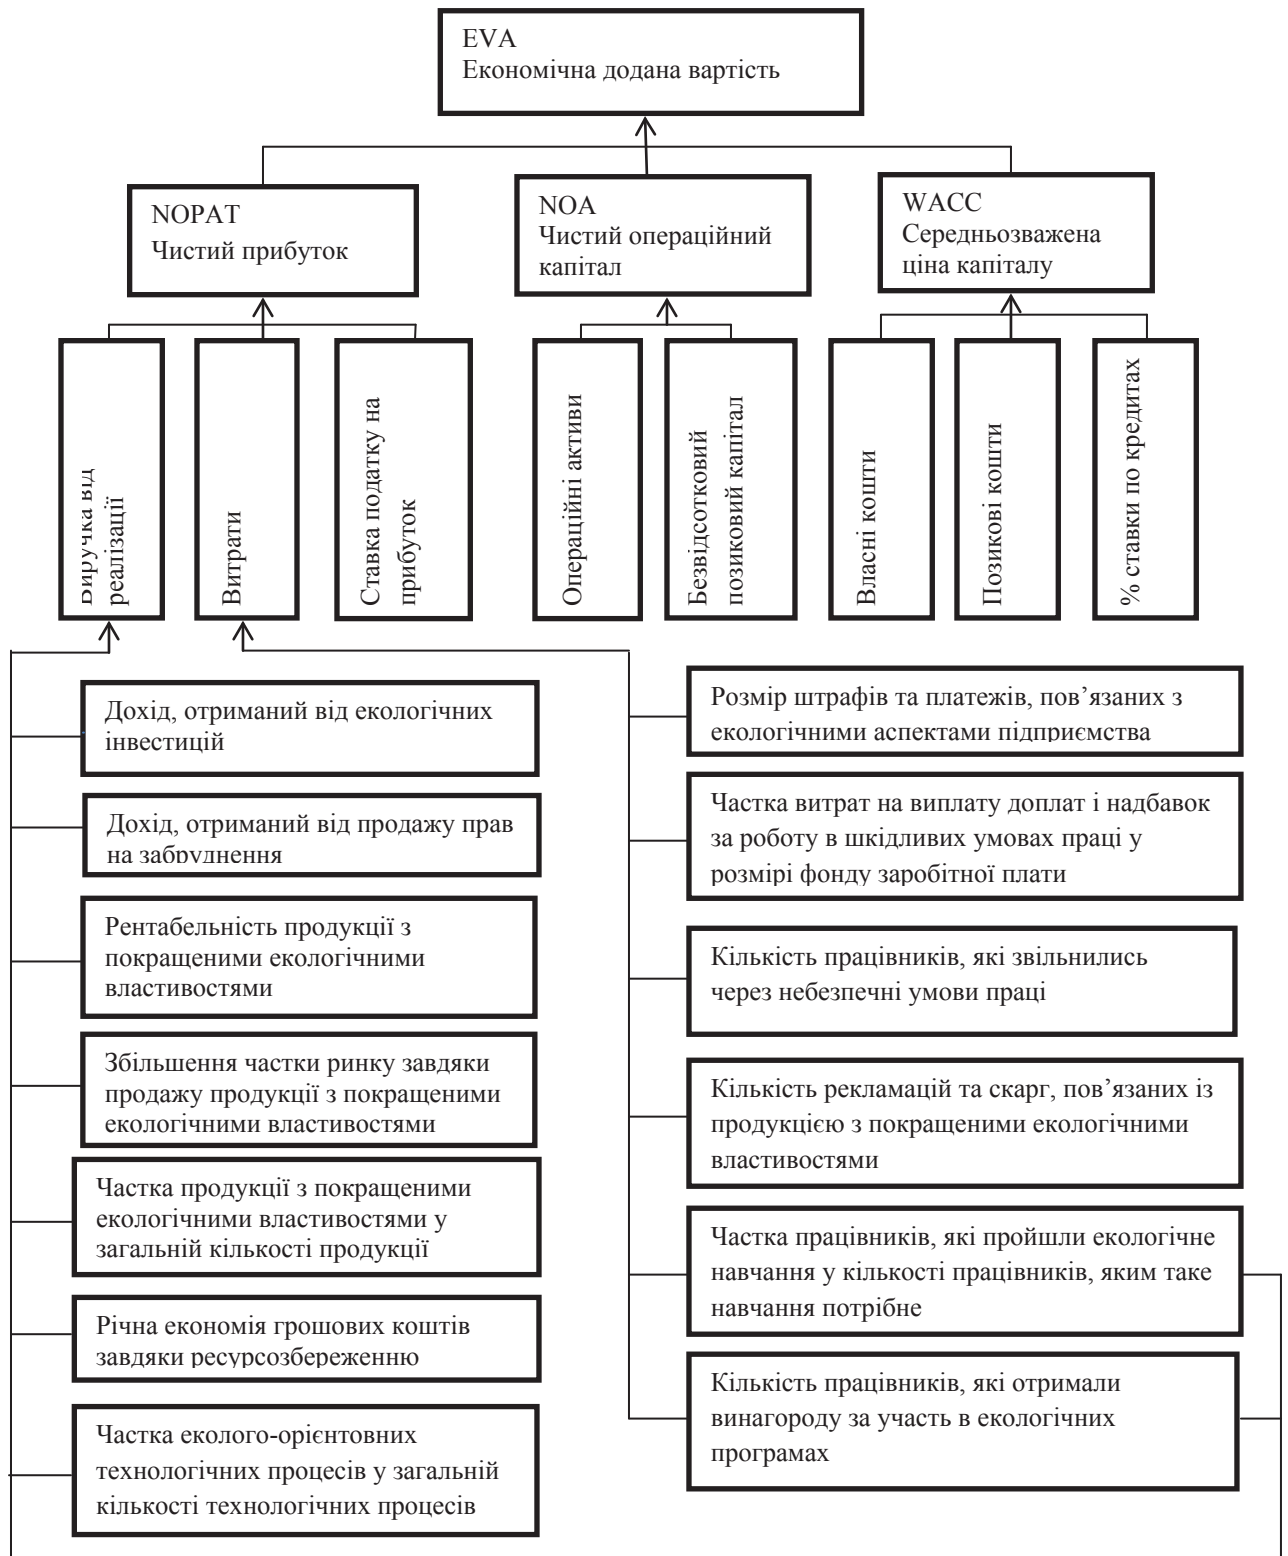 EVA
Економічна додана вартість
NOPAT
Чистий прибуток
NOA
Чистий операційний
капітал
WACC
Середньозважена
ціна капіталу
Виручка від
реалізації
Витрати
Ставка податку на
прибуток
Операційні активи
Безвідсотковий
позиковий капітал
Власні кошти
Позикові кошти
% ставки по кредитах
Дохід, отриманий від екологічних
інвестицій
Дохід, отриманий від продажу прав
на забруднення
Рентабельність продукції з
покращеними екологічними
властивостями
Збільшення частки ринку завдяки
продажу продукції з покращеними
екологічними властивостями
Частка продукції з покращеними
екологічними властивостями у
загальній кількості продукції
Річна економія грошових коштів
завдяки ресурсозбереженню
Частка еколого-орієнтовних
технологічних процесів у загальній
кількості технологічних процесів
Розмір штрафів та платежів, пов’язаних з
екологічними аспектами підприємства
Частка витрат на виплату доплат і надбавок
за роботу в шкідливих умовах праці у
розмірі фонду заробітної плати
Кількість працівників, які звільнились
через небезпечні умови праці
Кількість рекламацій та скарг, пов’язаних із
продукцією з покращеними екологічними
властивостями
Частка працівників, які пройшли екологічне
навчання у кількості працівників, яким таке
навчання потрібне
Кількість працівників, які отримали
винагороду за участь в екологічних
програмах